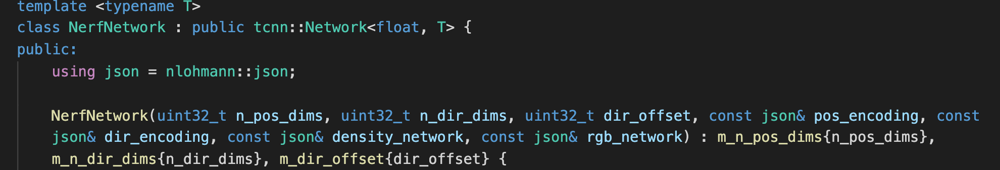 template <typename T>
class NerfNetwork : public tcnn::Network<float, T> {
public:
using json = nlohmann::json;
NerfNetwork(uint32_t n_pos_dims, uint32_t n_dir_dims, uint32_t dir_offset, const json& pos_encoding, const
json& dir_encoding, const json& density_network, const json& rgb_network) : m_n_pos_dims{n_pos_dims},
m_n_dir_dims{n_dir_dims}, m_dir_offset{dir_offset} {